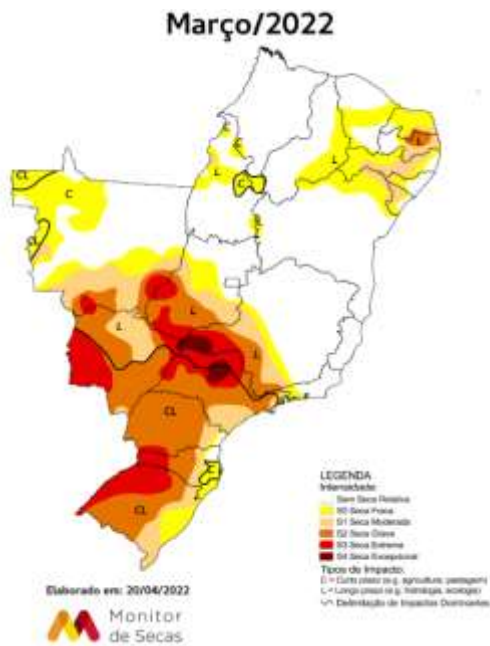 Março/2022
C
C
L
C
L
L
L
CL
C
CL
L
L
L
L
CL
C
CL
LEGENDA
Intensidade:
Sem Seca Relativa
S0 Seca Fraca
S1 Seca Moderada
S2 Seca Grave
S3 Seca Extrema
S4 Seca Excepcional
Tipos de Impacto:
C = Curto prazo (e.g. agricultura, pastagem)
L = Longo prazo (e.g. hidrologia, ecologia)
Delimitação de Impactos Dominantes
Elaborado em: 20/04/2022
Monitor
de Secas